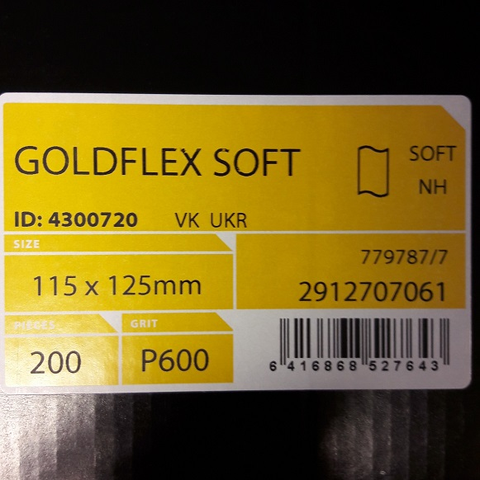 GOLDFLEX SOFT
SOFT
NH
ID: 4300720 VK UKR
SIZE
115 x 125mm
779787/7
2912707061
PIECES
200
GRIT
P600
6 416868 527643